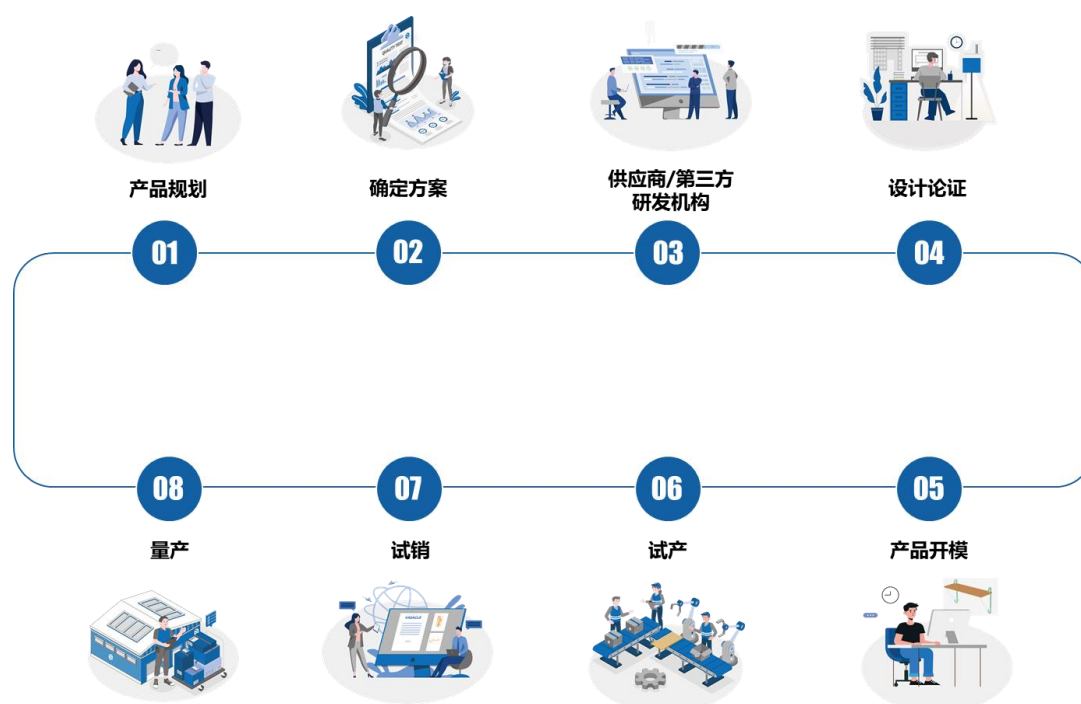 产品规划
确定方案
供应商/第三方
研发机构
设计论证
01
02
03
04
08
07
06
05
量产
试销
试产
产品开模